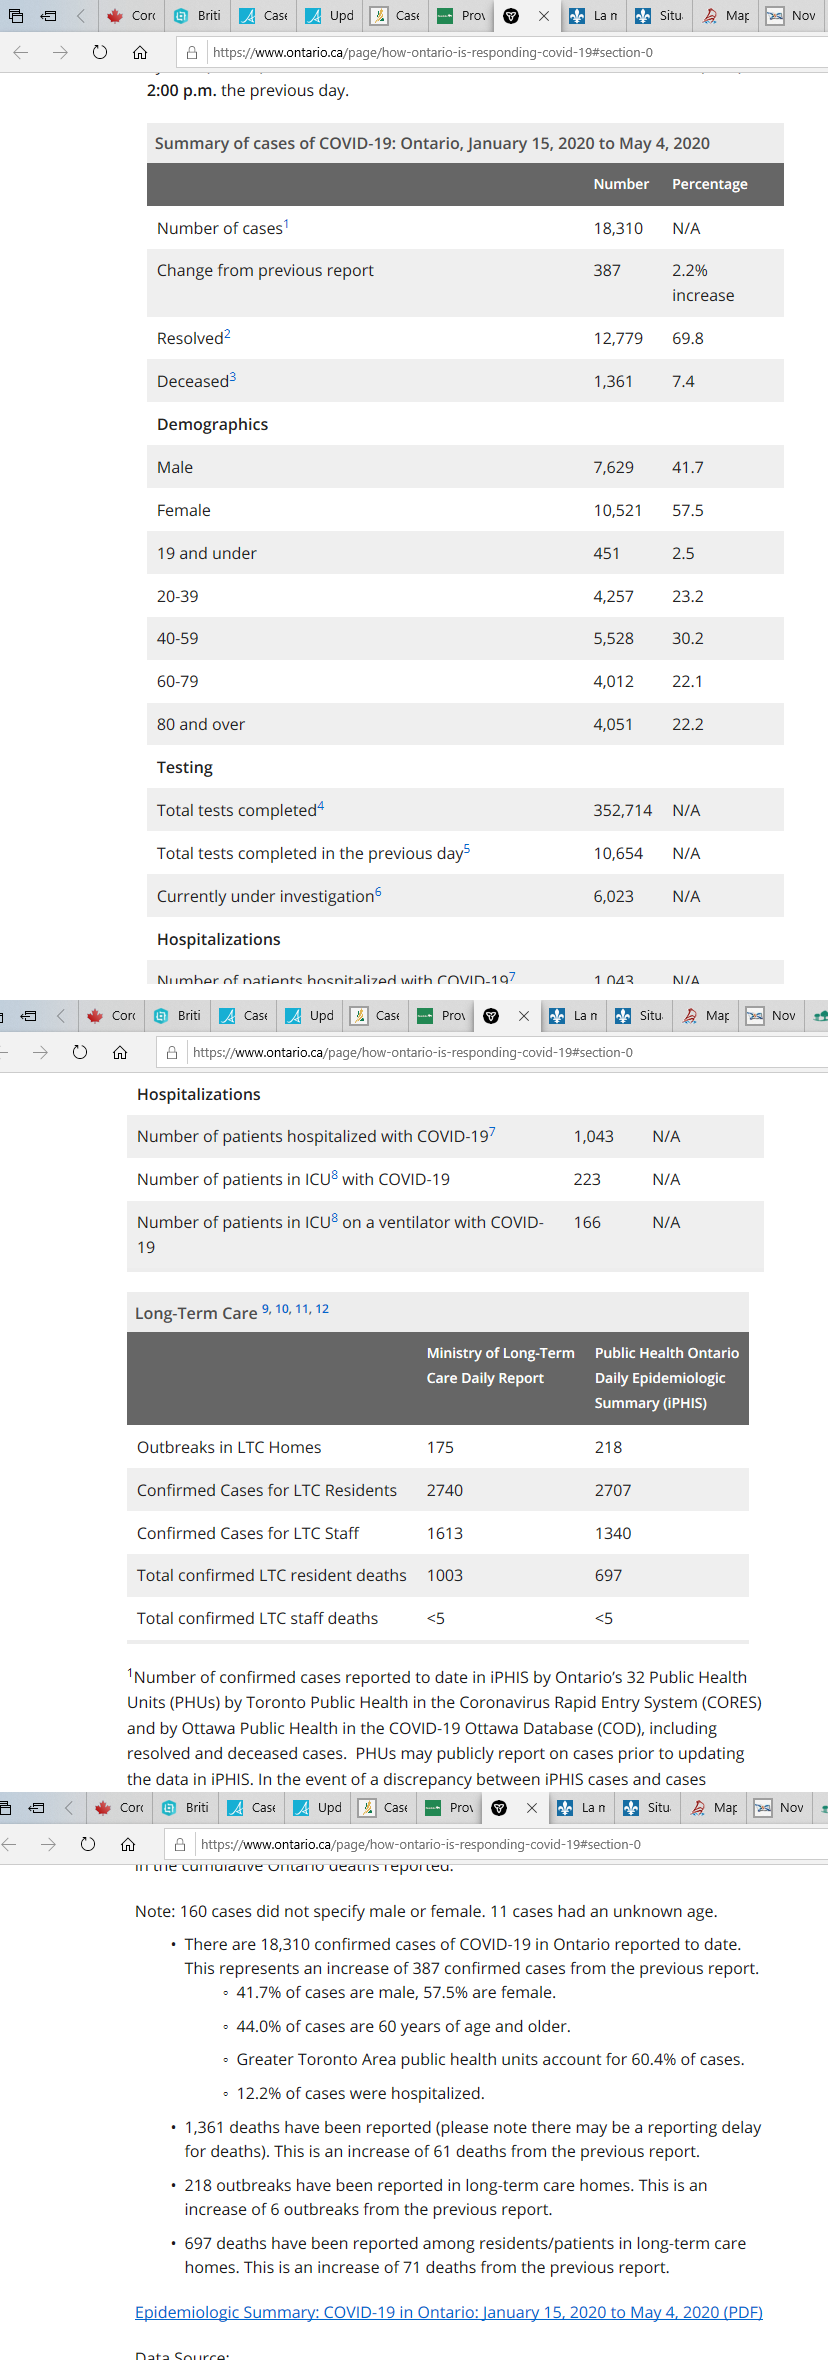 Corc Briti Case Upd Case Prov La m Situ Map Nov
https://www.ontario.ca/page/how-ontario-is-responding-covid-19#section-0
2:00 p.m. the previous day.
Summary of cases of COVID-19: Ontario, January 15, 2020 to May 4, 2020
Number Percentage
Number of cases1 18,310 N/A
Change from previous report 387 2.2%
increase
Resolved2 12,779 69.8
Deceased3 1,361 7.4
Demographics
Male 7,629 41.7
Female 10,521 57.5
19 and under 451 2.5
20-39 4,257 23.2
40-59 5,528 30.2
60-79 4,012 22.1
80 and over 4,051 22.2
Testing
Total tests completed4 352,714 N/A
Total tests completed in the previous day5 10,654 N/A
Currently under investigation6 6,023 N/A
Hospitalizations
Number of patients hospitalized with COVID-197 1,043 N/A
Corc Briti Case Upd Case Prov La m Situ Map Nov
https://www.ontario.ca/page/how-ontario-is-responding-covid-19#section-0
Hospitalizations
Number of patients hospitalized with COVID-197 1,043 N/A
Number of patients in ICU8 with COVID-19 223 N/A
Number of patients in ICU8 on a ventilator with COVID- 166 N/A
19
Long-Term Care 9, 10, 11, 12
Ministry of Long-Term Public Health Ontario
Care Daily Report Daily Epidemiologic
Summary (iPHIS)
Outbreaks in LTC Homes 175 218
Confirmed Cases for LTC Residents 2740 2707
Confirmed Cases for LTC Staff 1613 1340
Total confirmed LTC resident deaths 1003 697
Total confirmed LTC staff deaths <5 <5
1Number of confirmed cases reported to date in iPHIS by Ontario's 32 Public Health
Units (PHUs) by Toronto Public Health in the Coronavirus Rapid Entry System (CORES)
and by Ottawa Public Health in the COVID-19 Ottawa Database (COD), including
resolved and deceased cases. PHUs may publicly report on cases prior to updating
the data in iPHIS. In the event of a discrepancy between iPHIS cases and cases
Corc Briti Case Upd Case Prov La m Situ Map Nov
https://www.ontario.ca/page/how-ontario-is-responding-covid-19#section-0
in the cumulative Ontario deaths reported.
Note: 160 cases did not specify male or female. 11 cases had an unknown age.
• There are 18,310 confirmed cases of COVID-19 in Ontario reported to date.
This represents an increase of 387 confirmed cases from the previous report.
◦ 41.7% of cases are male, 57.5% are female.
◦ 44.0% of cases are 60 years of age and older.
◦ Greater Toronto Area public health units account for 60.4% of cases.
◦ 12.2% of cases were hospitalized.
• 1,361 deaths have been reported (please note there may be a reporting delay
for deaths). This is an increase of 61 deaths from the previous report.
• 218 outbreaks have been reported in long-term care homes. This is an
increase of 6 outbreaks from the previous report.
• 697 deaths have been reported among residents/patients in long-term care
homes. This is an increase of 71 deaths from the previous report.
Epidemiologic Summary: COVID-19 in Ontario: January 15, 2020 to May 4, 2020 (PDF)
Data Source: